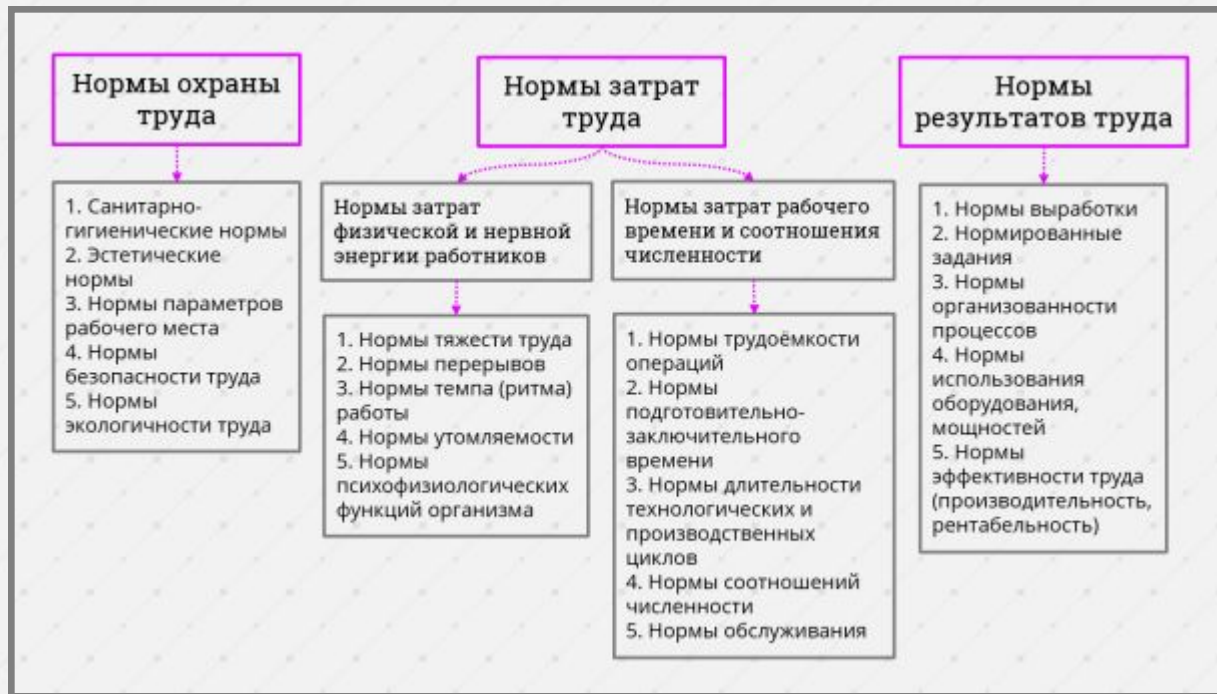 Нормы охраны
труда
1. Санитарно-
гигиенические нормы
2. Эстетические
нормы
3. Нормы параметров
рабочего места
4. Нормы
безопасности труда
5. Нормы
экологичности труда
Нормы затрат
труда
Нормы затрат
физической и нервной
энергии работников
1. Нормы тяжести труда
2. Нормы перерывов
3. Нормы темпа (ритма)
работы
4. Нормы утомляемости
5. Нормы
психофизиологических
функций организма
Нормы затрат рабочего
времени и соотношения
численности
1. Нормы трудоёмкости
операций
2. Нормы
подготовительно-
заключительного
времени
3. Нормы длительности
технологических и
производственных
циклов
4. Нормы соотношений
численности
5. Нормы обслуживания
Нормы
результатов труда
1. Нормы выработки
2. Нормированные
задания
3. Нормы
организованности
процессов
4. Нормы
использования
оборудования,
мощностей
5. Нормы
эффективности труда
(производительность,
рентабельность)